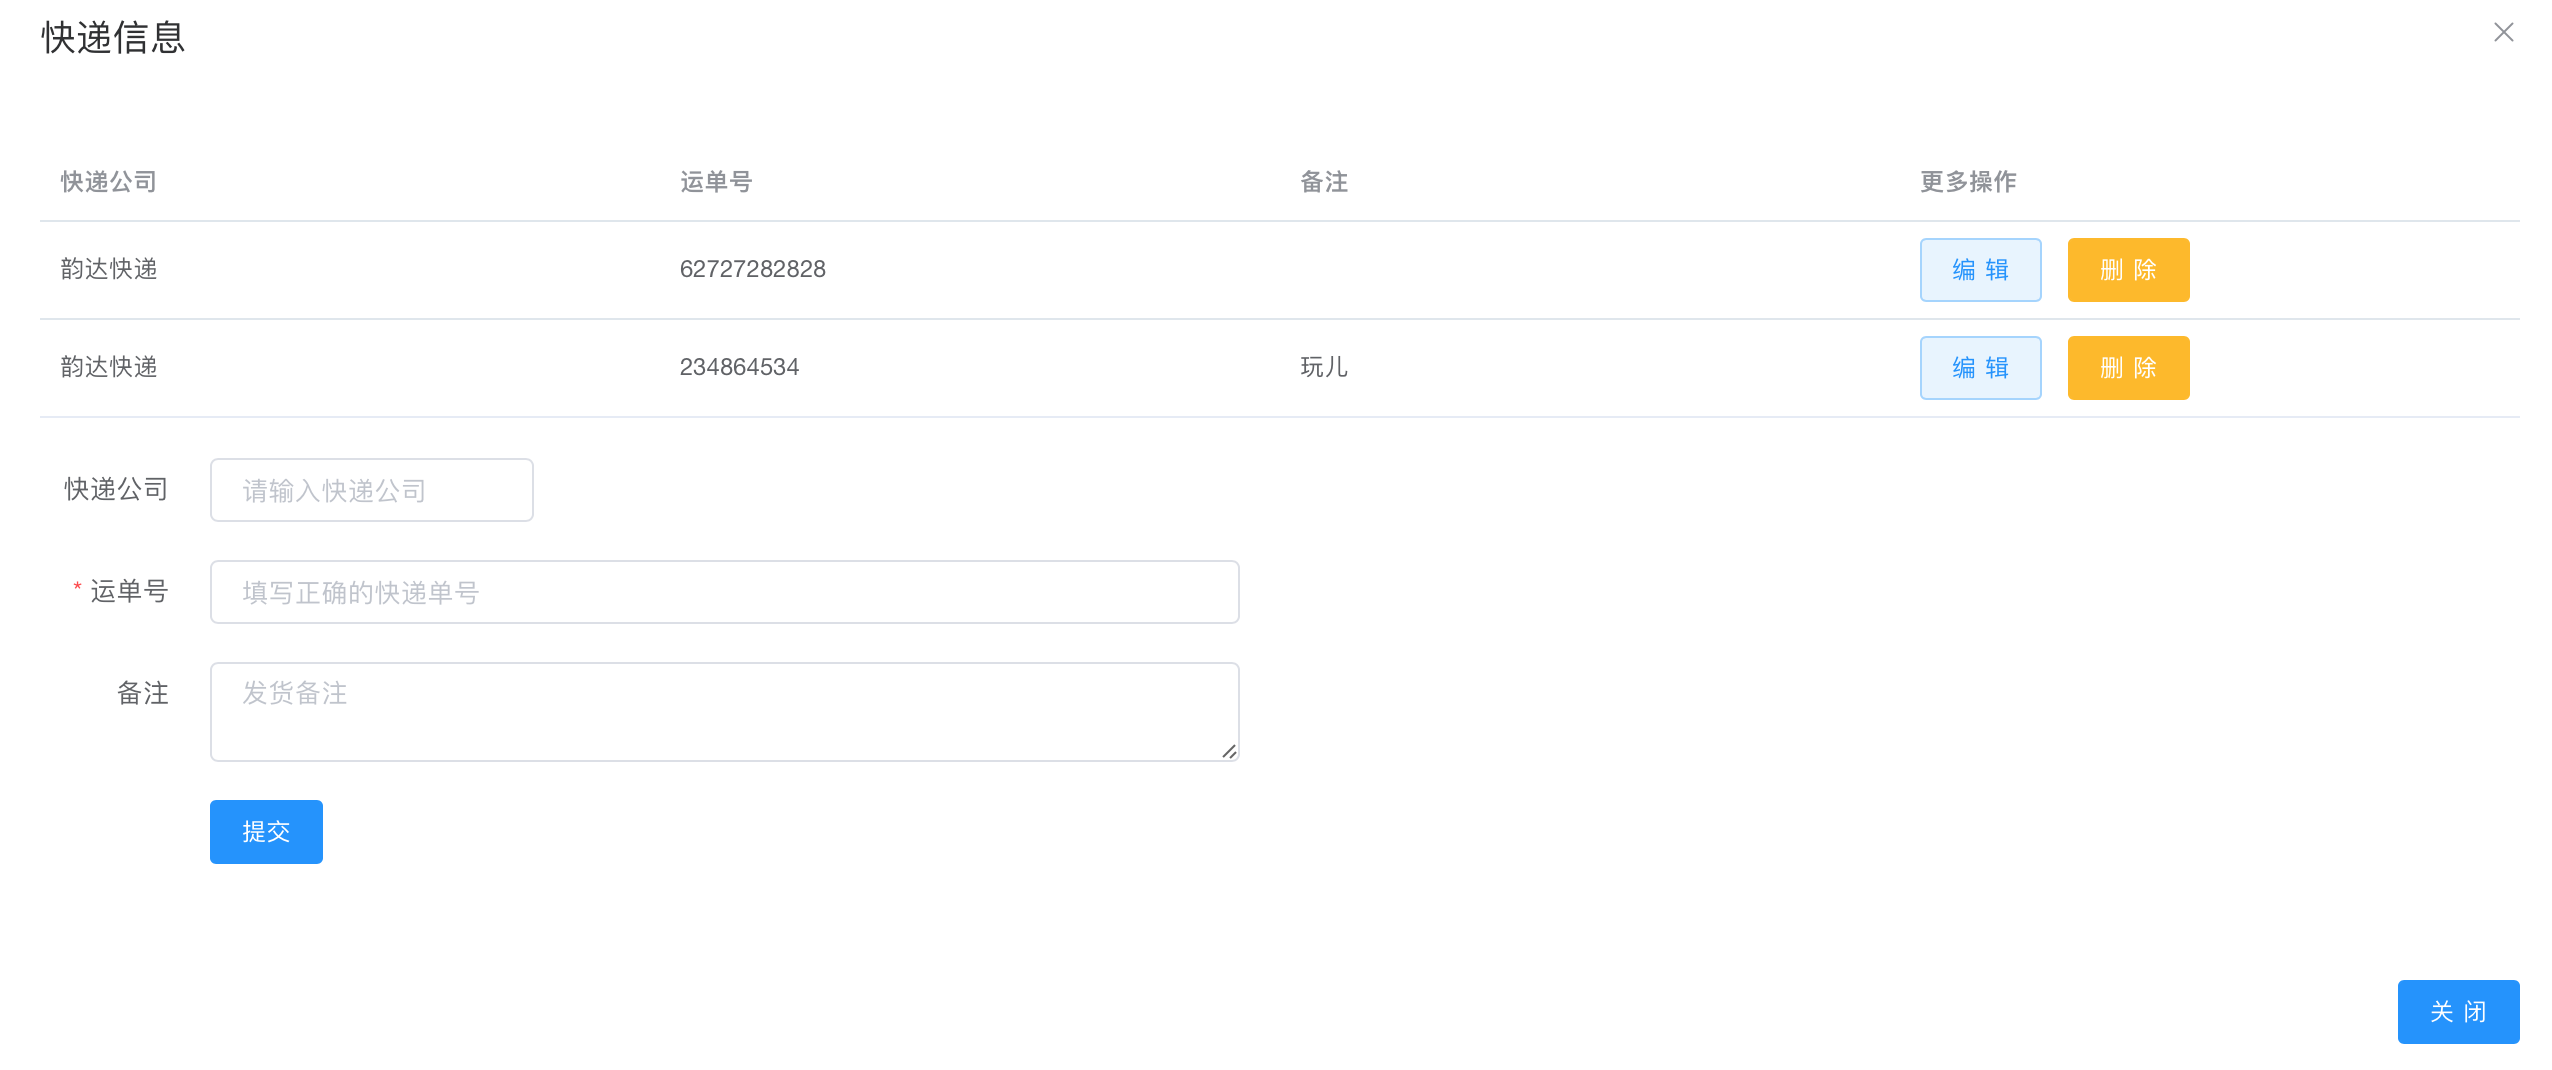 快递信息
快递公司 运单号 备注 更多操作
韵达快递 62727282828 编 辑 删 除
韵达快递 234864534 玩儿 编 辑 删 除
快递公司 请输入快递公司
* 运单号 填写正确的快递单号
备注 发货备注
提交
关 闭